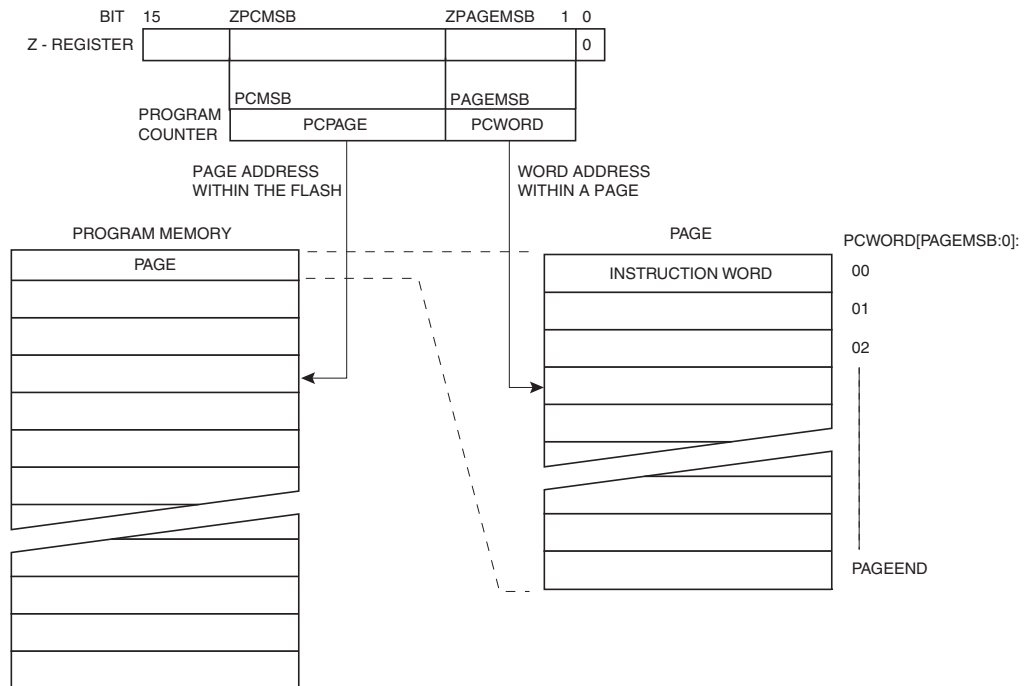 BIT 15 ZPCMSB ZPAGEMSB 1 0
Z - REGISTER 0
PCMSB PAGEMSB
PROGRAM
COUNTER
PCPAGE PCWORD
PAGE ADDRESS
WITHIN THE FLASH
WORD ADDRESS
WITHIN A PAGE
PROGRAM MEMORY
PAGE
PAGE
PCWORD[PAGEMSB:0]:
INSTRUCTION WORD 00
01
02
PAGEEND